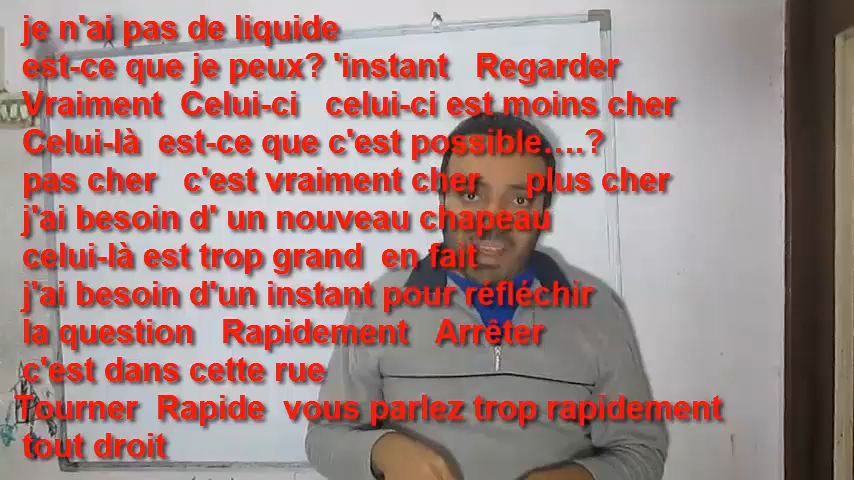 je n'ai pas de liquide
est-ce que je peux? 'instant Regarder
Vraiment Celui-ci celui-ci est moins cher
Celui-là est-ce que c'est possible....?
pas cher c'est vraiment cher plus cher
j'ai besoin d' un nouveau chapeau
celui-là est trop grand en fait
j'ai besoin d'un instant pour réfléchir
la question Rapidement Arrêter
c'est dans cette rue
Tourner Rapide vous parlez trop rapidement
tout droit